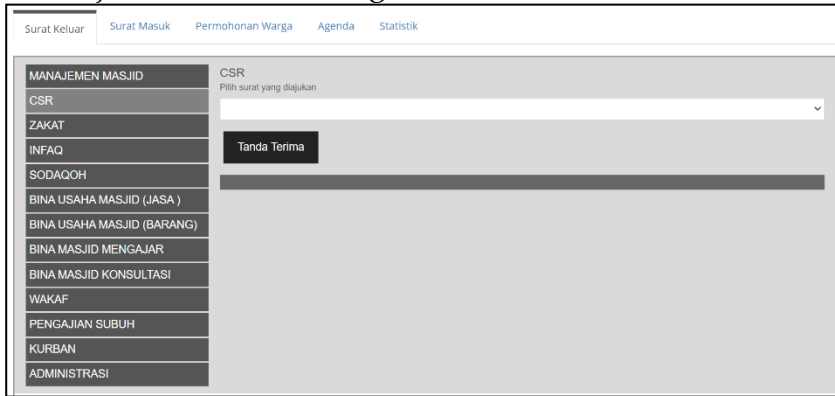 Surat Keluar Surat Masuk Permohonan Warga Agenda Statistik
MANAJEMEN MASJID
CSR
ZAKAT
INFAQ
SODAQOH
BINA USAHA MASJID (JASA )
BINA USAHA MASJID (BARANG)
BINA MASJID MENGAJAR
BINA MASJID KONSULTASI
WAKAF
PENGAJIAN SUBUH
KURBAN
ADMINISTRASI
CSR
Pilih surat yang diajukan
Tanda Terima